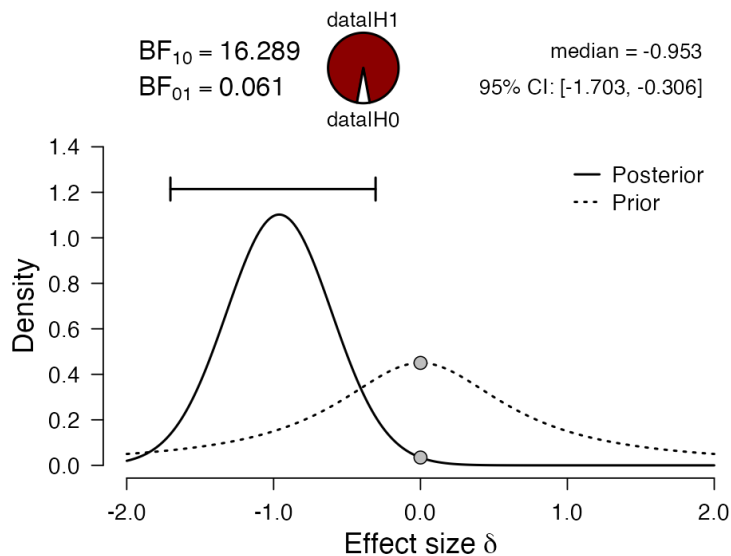 data|H1
BF10 = 16.289
BF01 = 0.061
data|H0
median = -0.953
95% CI: [-1.703, -0.306]
Posterior
Prior
Density
1.4
1.2
1.0
0.8
0.6
0.4
0.2
0.0
-2.0 -1.0 0.0 1.0 2.0
Effect size δ